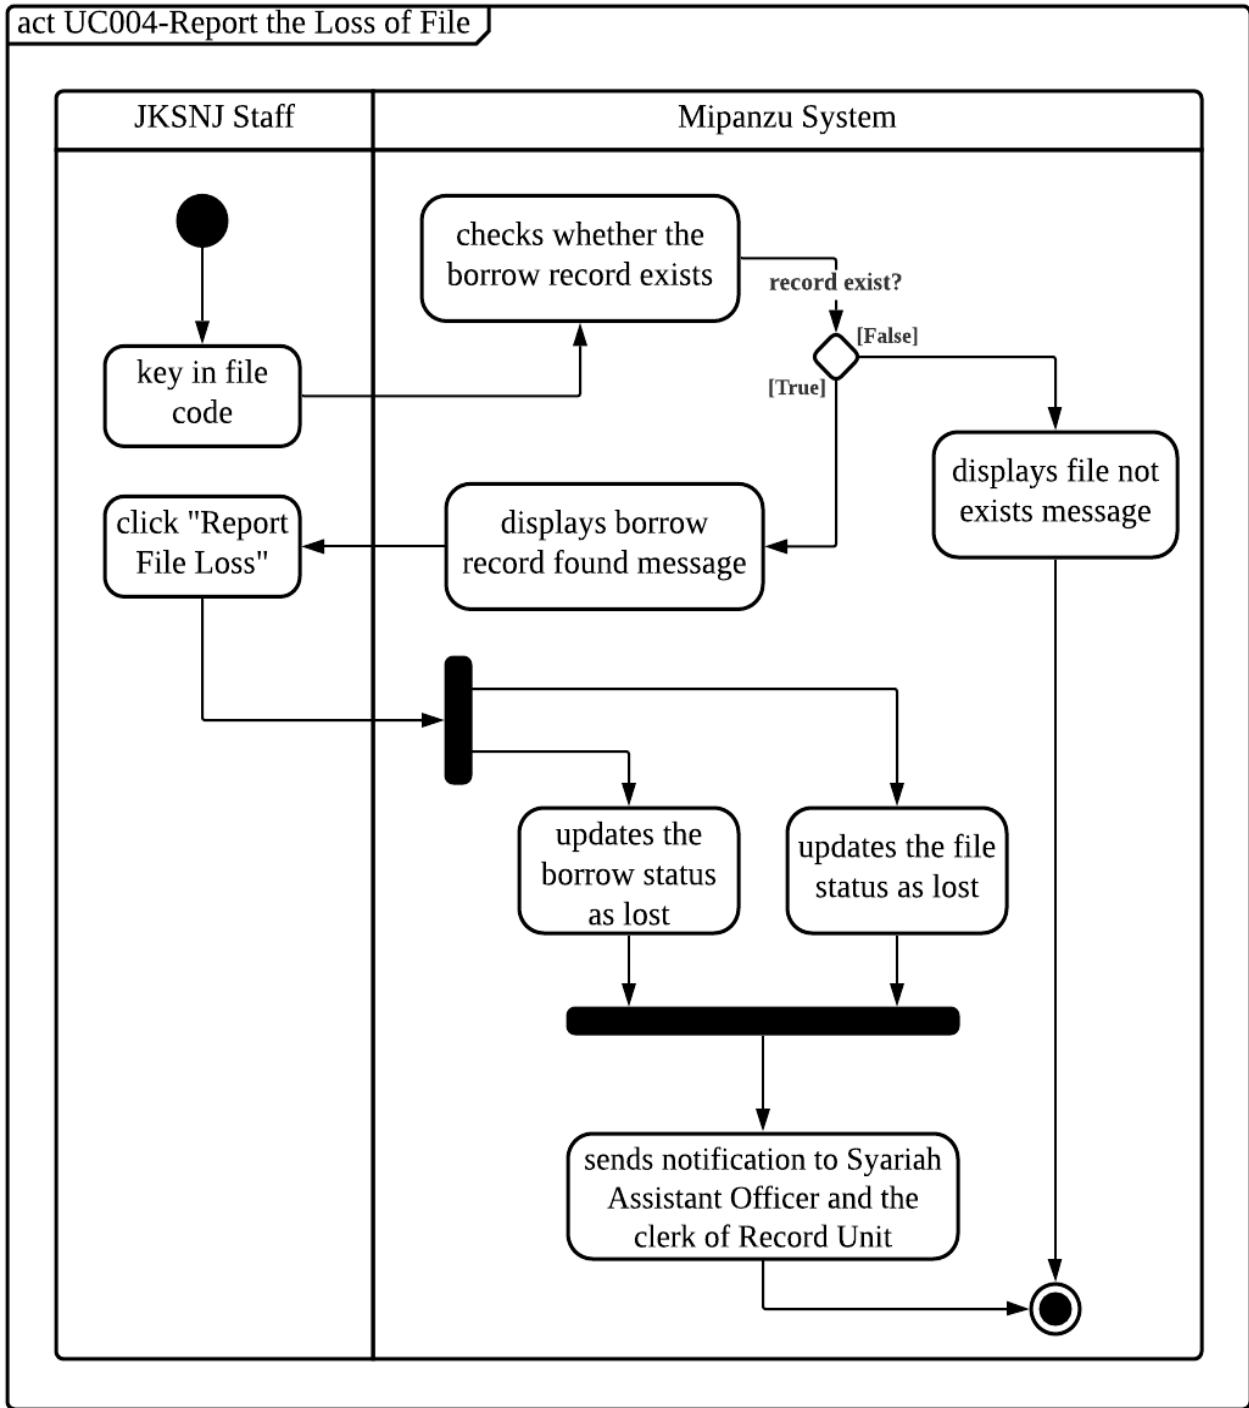 act UC004-Report the Loss of File
JKSNJ Staff
Mipanzu System
checks whether the
borrow record exists
record exist?
[False]
[True]
key in file
code
displays file not
exists message
click "Report
File Loss"
displays borrow
record found message
updates the
borrow status
as lost
updates the file
status as lost
sends notification to Syariah
Assistant Officer and the
clerk of Record Unit